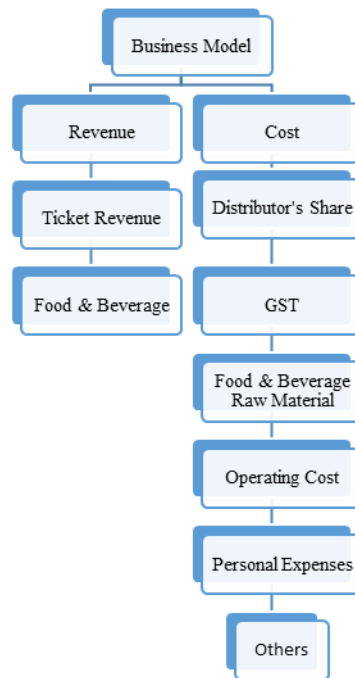 Business Model
Revenue
Cost
Ticket Revenue
Distributor's Share
Food & Beverage
GST
Food & Beverage
Raw Material
Operating Cost
Personal Expenses
Others